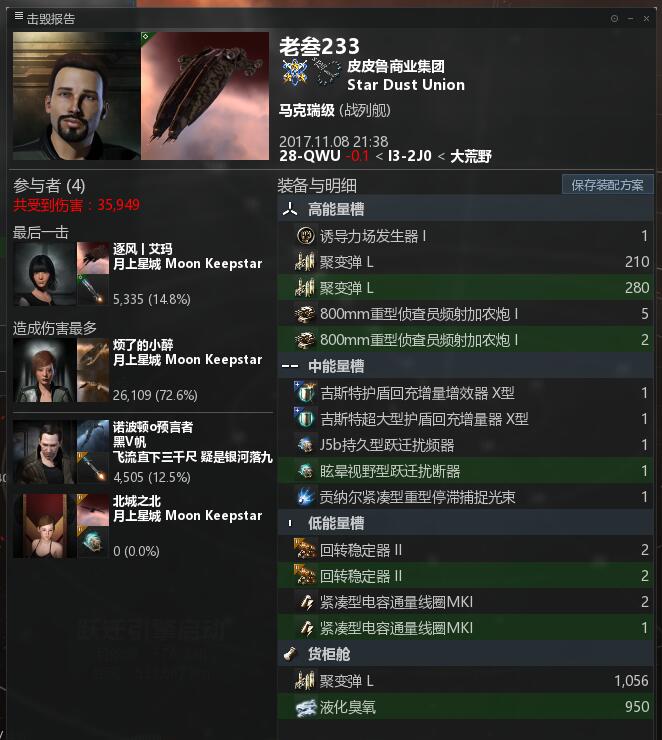 击毁报告
老叁233
皮皮鲁商业集团
Star Dust Union
马克瑞级 (战列舰)
2017.11.08 21:38
28-QWU -0.1 < I3-2J0 < 大荒野
参与者 (4)
共受到伤害：35,949
最后一击
逐风丨艾玛
月上星城 Moon Keepstar
5,335 (14.8%)
造成伤害最多
烦了的小醉
月上星城 Moon Keepstar
26,109 (72.6%)
诺波顿o预言者
黑V帆
飞流直下三千尺 疑是银河落九
4,505 (12.5%)
北城之北
月上星城 Moon Keepstar
0 (0.0%)
装备与明细
保存装配方案
高能量槽
诱导力场发生器 I 1
聚变弹 L 210
聚变弹 L 280
800mm重型侦查员频射加农炮 I 5
800mm重型侦查员频射加农炮 I 2
中能量槽
吉斯特护盾回充增量增效器 X型 1
吉斯特超大型护盾回充增量器 X型 1
J5b持久型跃迁扰频器 1
眩晕视野型跃迁扰断器 1
贡纳尔紧凑型重型停滞捕捉光束 1
低能量槽
回转稳定器 II 2
回转稳定器 II 2
紧凑型电容通量线圈MKI 2
紧凑型电容通量线圈MKI 1
货柜舱
聚变弹 L 1,056
液化臭氧 950
跃迁引擎启动